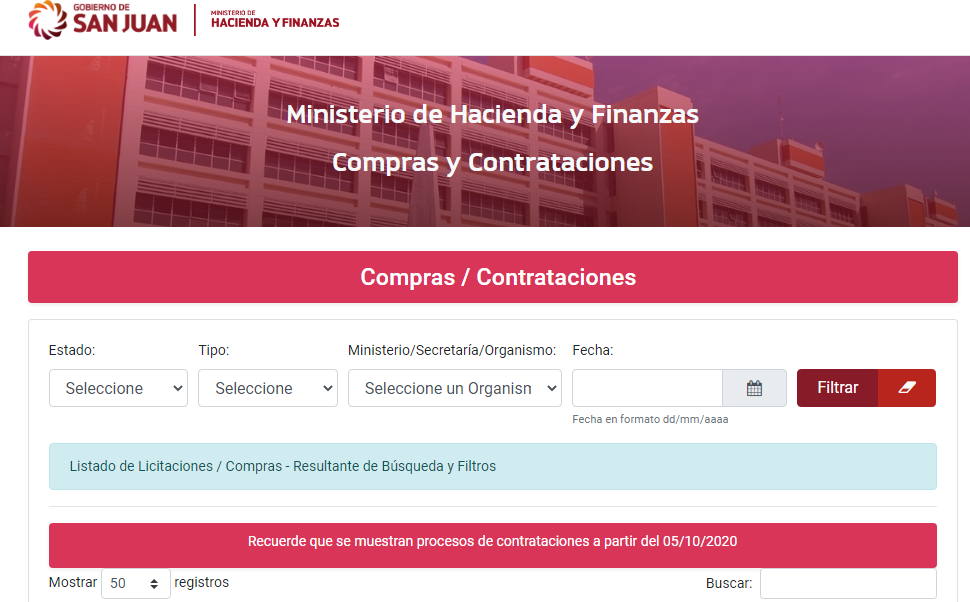 GOBIERNO DE
SAN JUAN
MINISTERIO DE
HACIENDA Y FINANZAS
Ministerio de Hacienda y Finanzas
Compras y Contrataciones
Compras / Contrataciones
Estado: Tipo: Ministerio/Secretaría/Organismo: Fecha:
Seleccione Seleccione Seleccione un Organisn Filtrar
Fecha en formato dd/mm/aaaa
Listado de Licitaciones / Compras - Resultante de Búsqueda y Filtros
Recuerde que se muestran procesos de contrataciones a partir del 05/10/2020
Mostrar 50 registros Buscar: